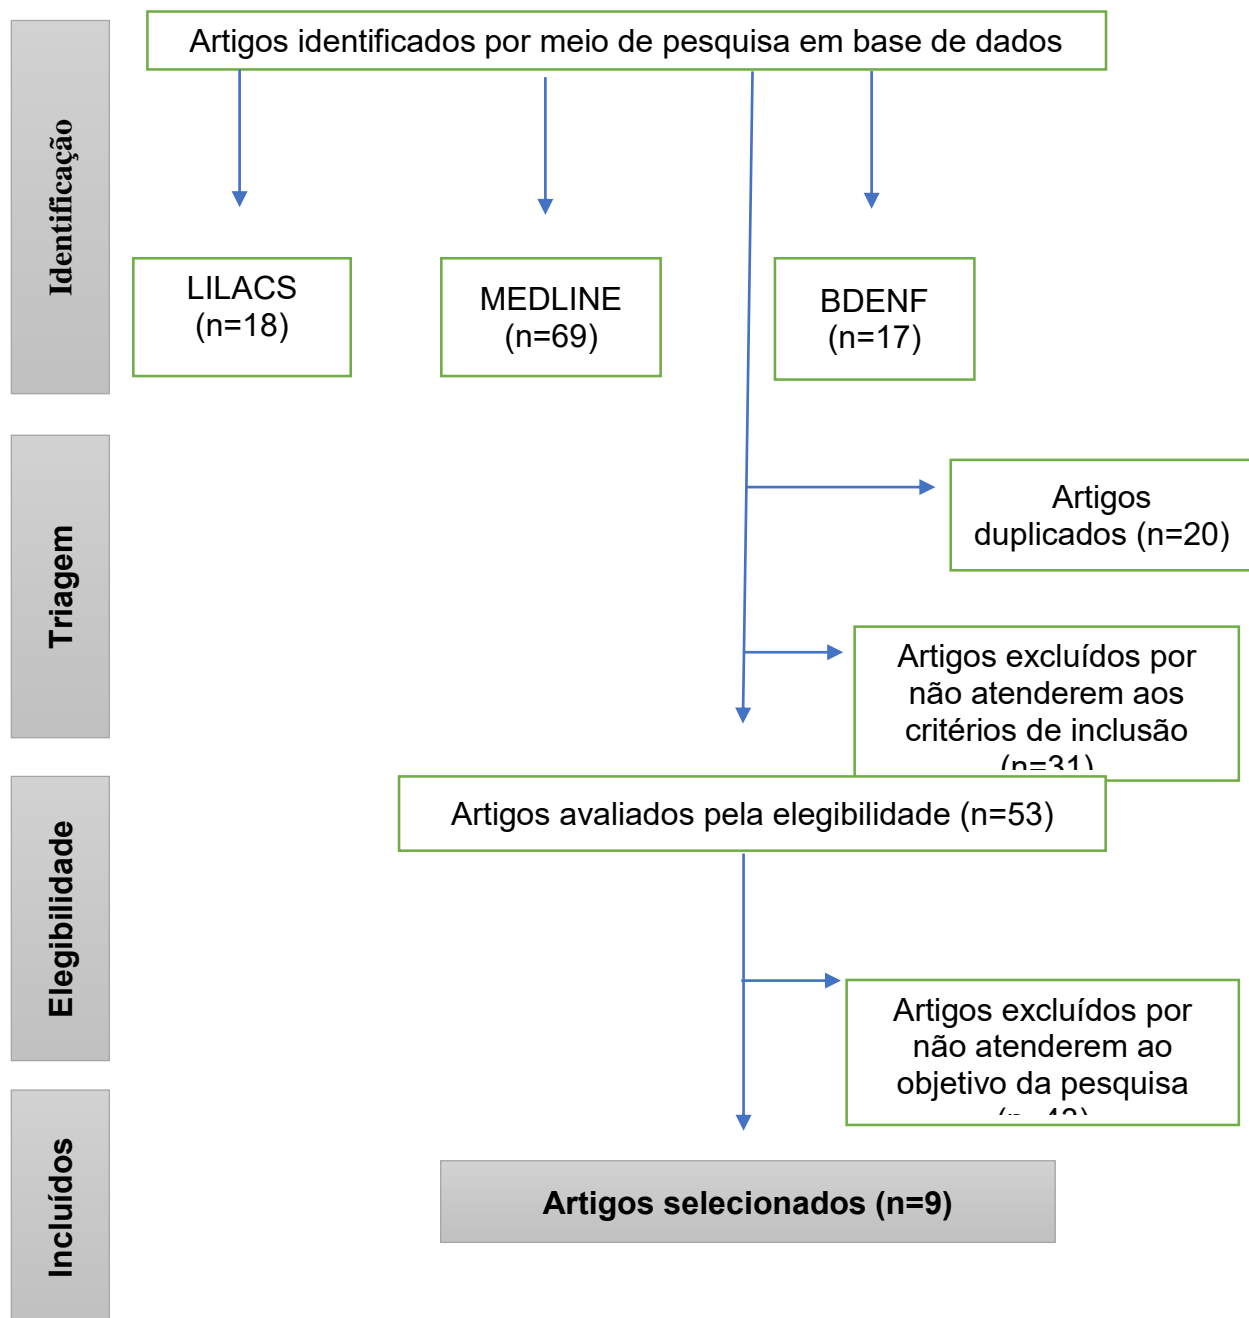 Artigos identificados por meio de pesquisa em base de dados
Identificação
LILACS
(n=18)
MEDLINE
(n=69)
BDENF
(n=17)
Triagem
Artigos
duplicados (n=20)
Artigos excluídos por
não atenderem aos
critérios de inclusão
(n=31)
Elegibilidade
Artigos avaliados pela elegibilidade (n=53)
Artigos excluídos por
não atenderem ao
objetivo da pesquisa
Incluídos
Artigos selecionados (n=9)